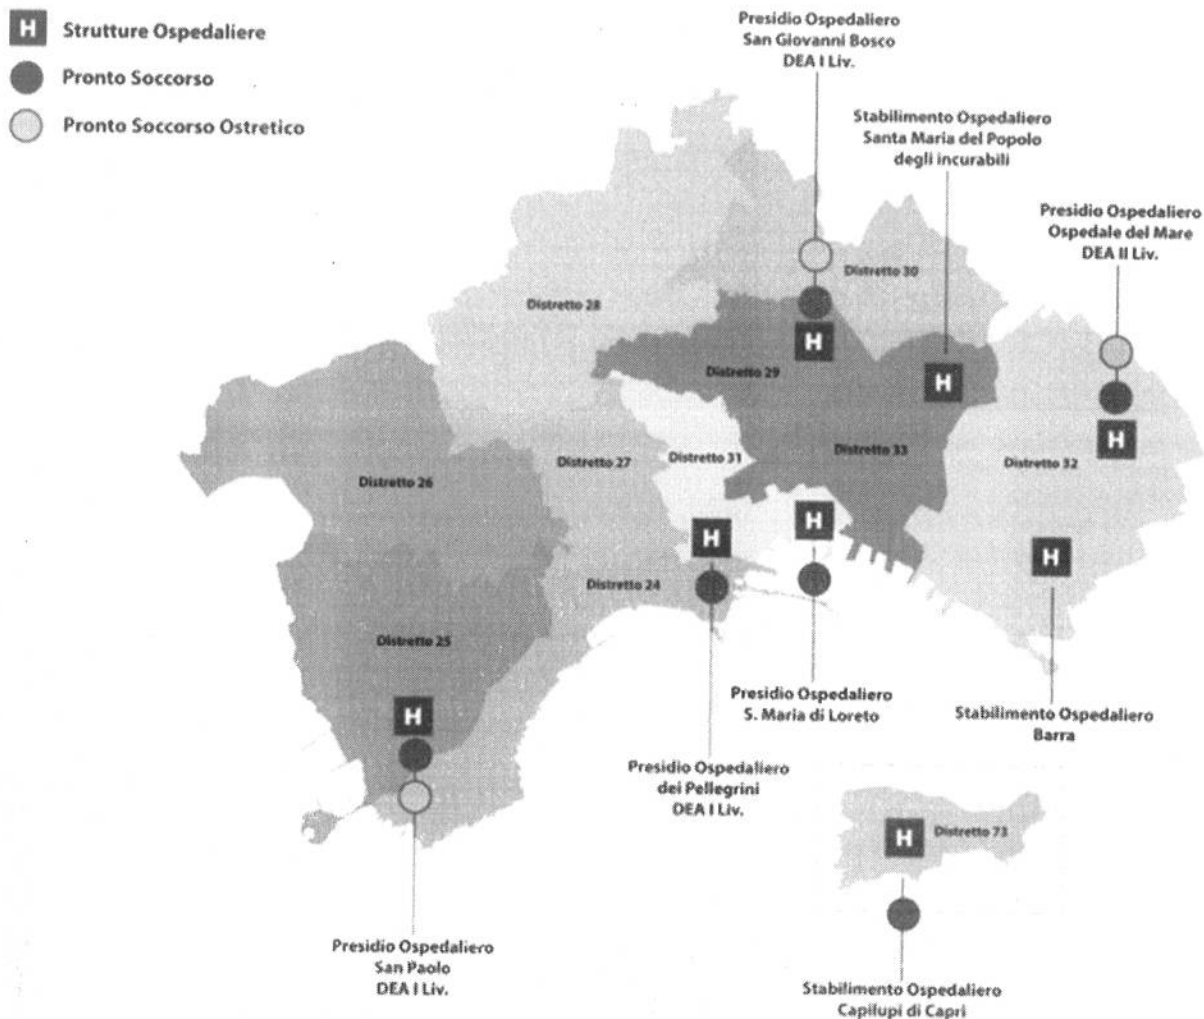 H Strutture Ospedaliere
Pronto Soccorso
Pronto Soccorso Ostretico
Presidio Ospedaliero
San Giovanni Bosco
DEA I Liv.
Stabilimento Ospedaliero
Santa Maria del Popolo
degli incurabili
Presidio Ospedaliero
Ospedale del Mare
DEA II Liv.
Distretto 30
Distretto 28
H
Distretto 29
H
H
Distretto 27
Distretto 31
Distretto 33
Distretto 32
Distretto 26
H
H
H
Distretto 24
Distretto 25
H
Presidio Ospedaliero
S. Maria di Loreto
Stabilimento Ospedaliero
Barra
Presidio Ospedaliero
dei Pellegrini
DEA I Liv.
H
Distretto 73
Presidio Ospedaliero
San Paolo
DEA I Liv.
Stabilimento Ospedaliero
Capilupi di Capri